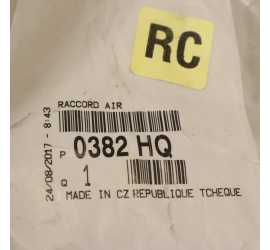 RC
RACCORD AIR
24/08/2017 - 8:43
P 0382 HQ
Q 1
MADE IN CZ REPUBLIQUE TCHEQUE